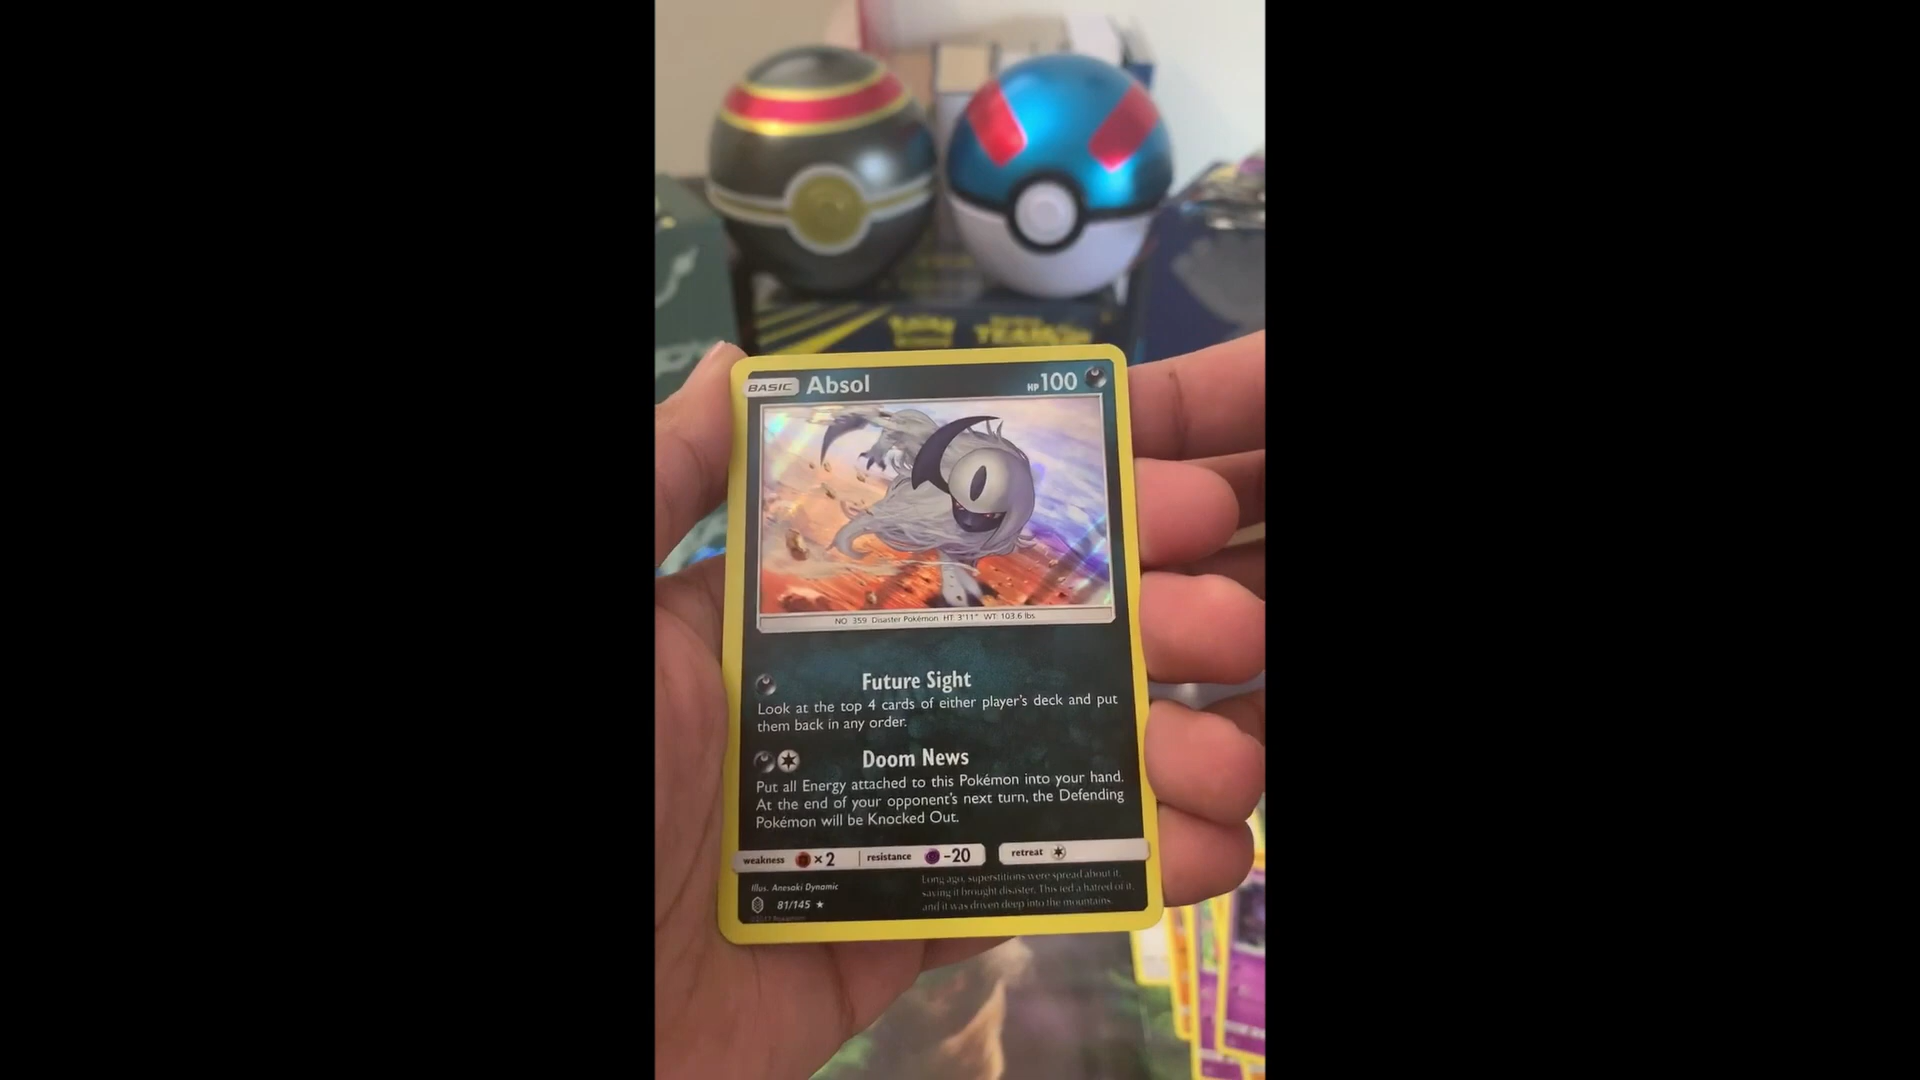 BASIC Absol HP 100
NO. 359 Disaster Pokémon HT: 3'11" WT: 103.6 lbs
Future Sight
Look at the top 4 cards of either player's deck and put
them back in any order.
Doom News
Put all Energy attached to this Pokémon into your hand.
At the end of your opponent's next turn, the Defending
Pokémon will be Knocked Out.
weakness ×2 resistance -20 retreat
Illus. Anesaki Dynamic
81/145
Long ago, superstitions were spread about it,
saying it brought disaster. This fed a hatred of it,
and it was driven deep into the mountains.